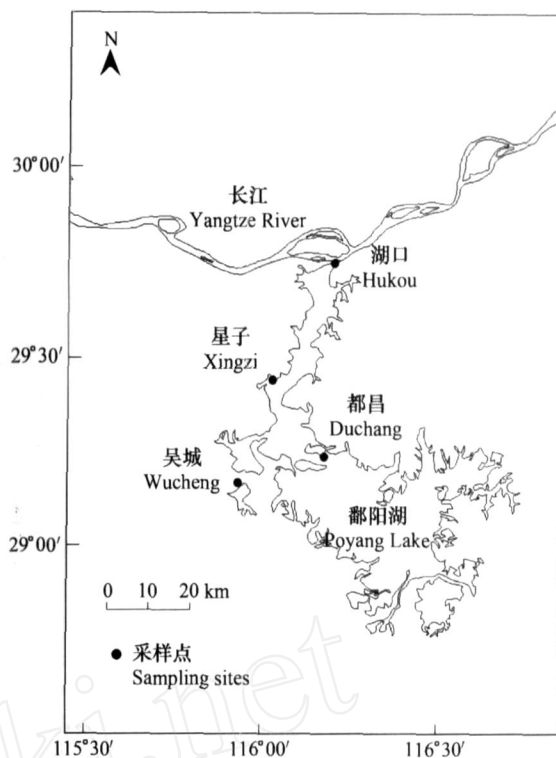 N
30°00′
长江
Yangtze River
湖口
Hukou
星子
Xingzi
29°30′
都昌
Duchang
吴城
Wucheng
鄱阳湖
Poyang Lake
29°00′
0 10 20 km
采样点
Sampling sites
115°30′ 116°00′ 116°30′
ki.net